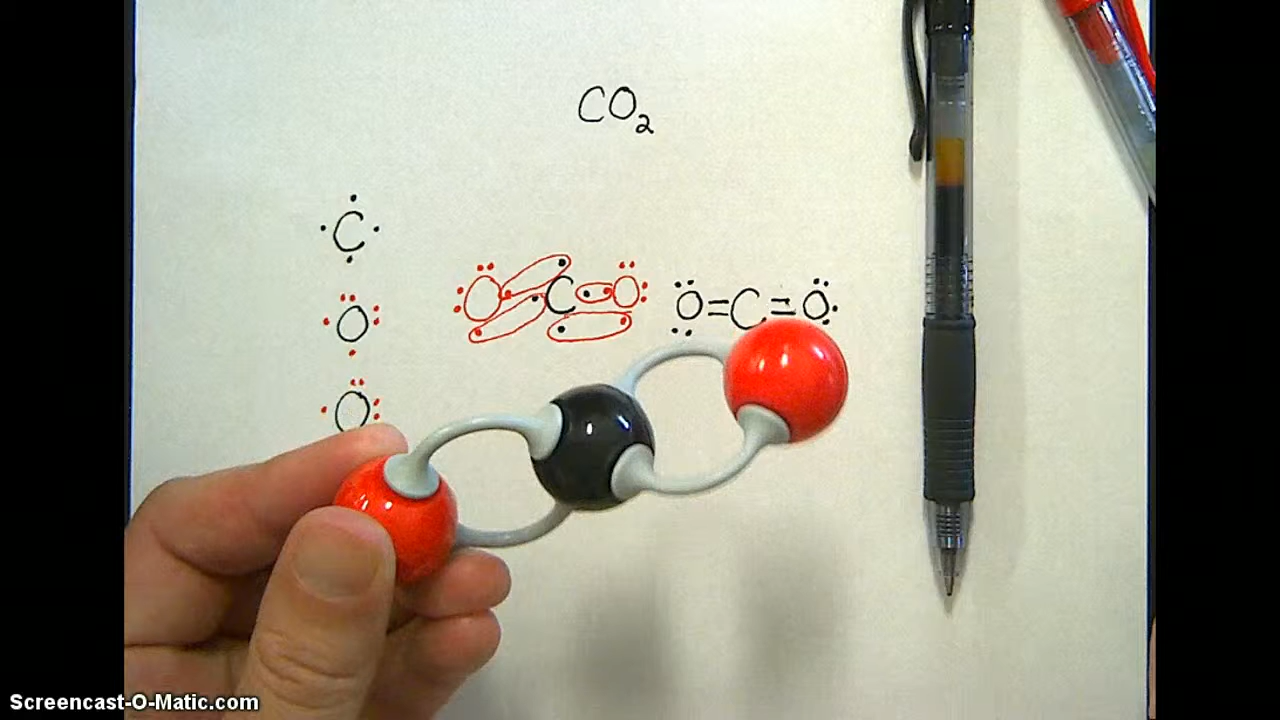 CO₂
C
O
O
O C O
O=C=O
Screencast-O-Matic.com